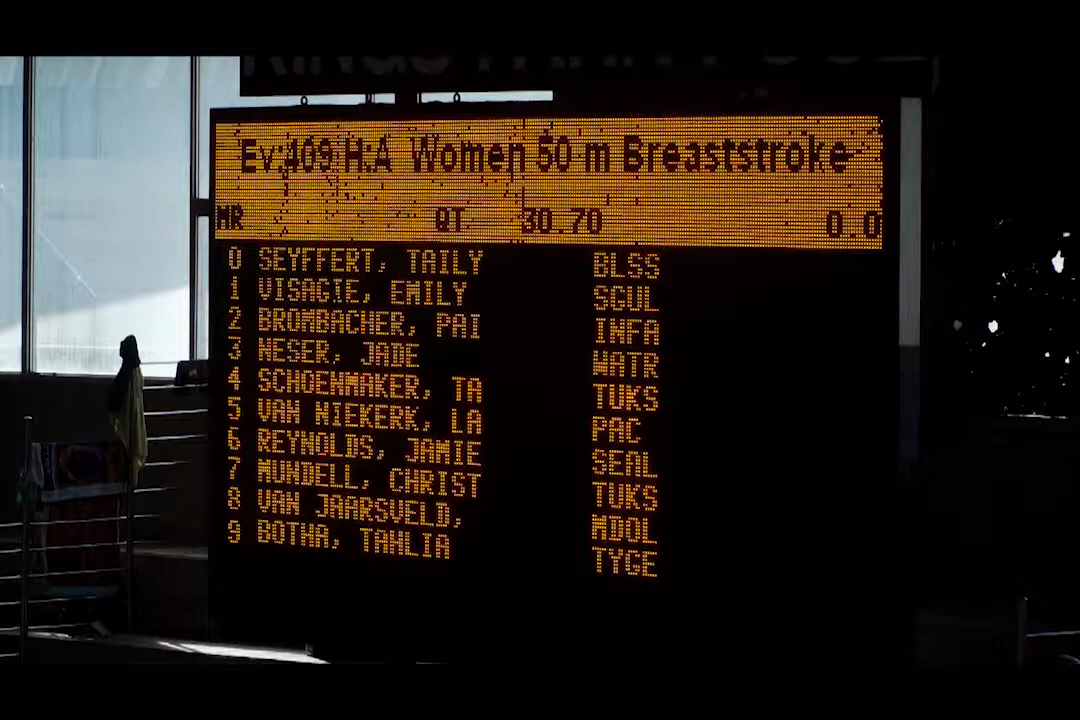 Ev:469 H:A Women 50 m Breaststroke
MR QT 30.70 0.0
0 SEYFFERT, TAILY BLSS
1 VISAGIE, EMILY SGUL
2 BROMBACHER, PAI INFA
3 NESER, JADE WATR
4 SCHOEMMAKER, TA TUKS
5 VAN NIEKERK, LA PAC
6 REYNOLDS, JAMIE SEAL
7 MUNDELL, CHRIST TUKS
8 VAN JAARSVELD, MDOL
9 BOTHA, TAHLIA TYGE